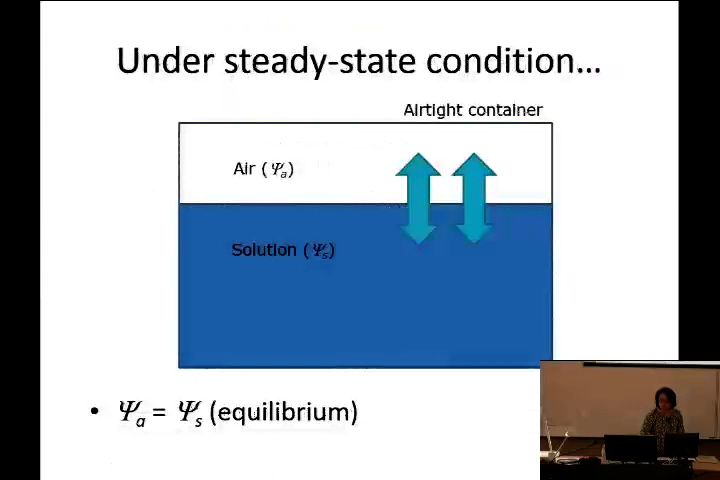 Under steady-state condition…
Airtight container
Air (Ψa)
Solution (Ψs)
• Ψa = Ψs (equilibrium)